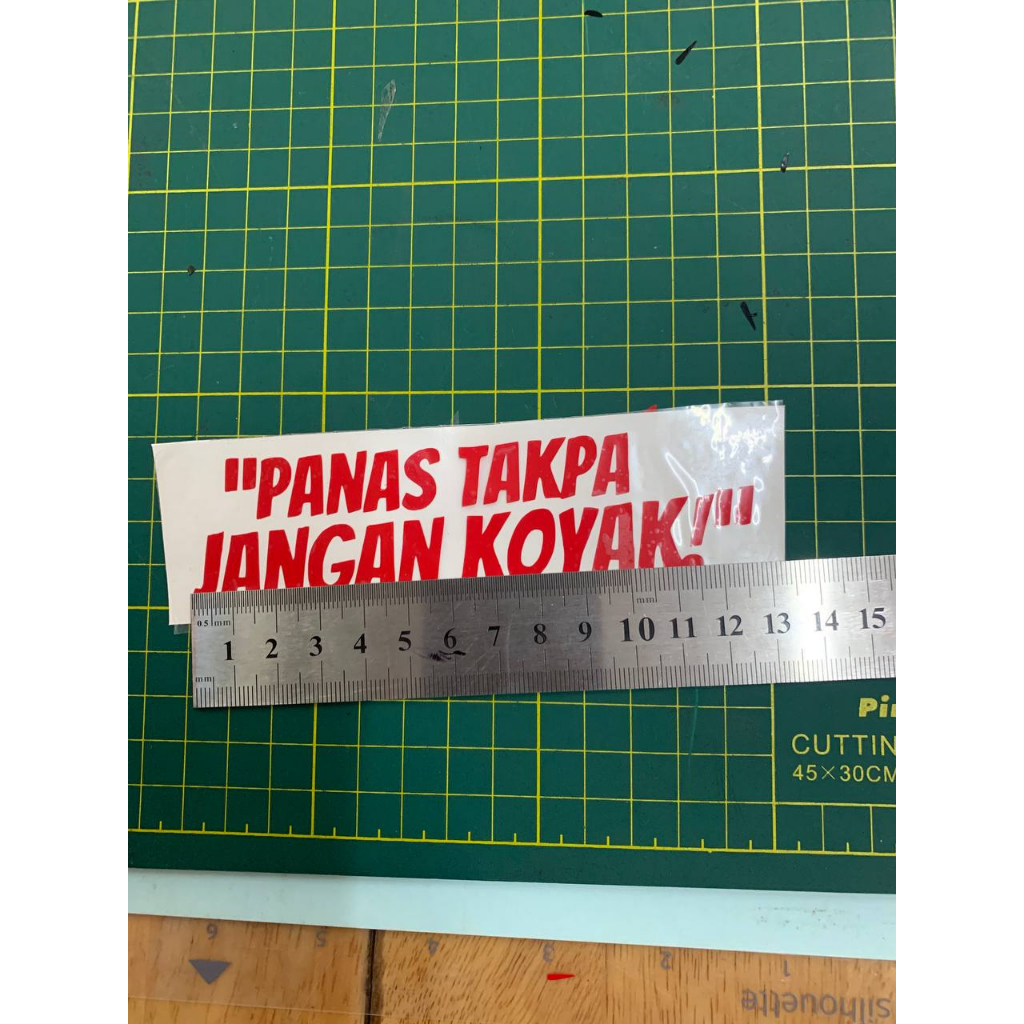 "PANAS TAKPA
JANGAN KOYAK!"
0.5 mm
mm
1 2 3 4 5 6 7 8 9 10 11 12 13 14 15
mm
CUTTIN
45×30CM
6 5 4 3 2 1
silhouette